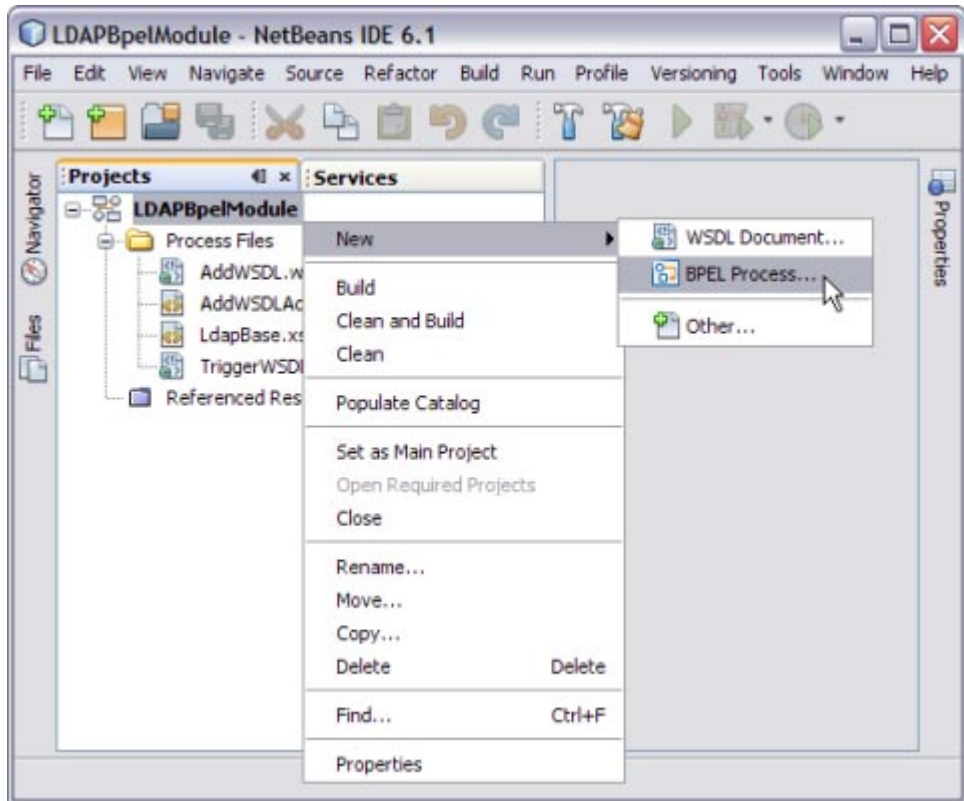 LDAPBpelModule - NetBeans IDE 6.1
File Edit View Navigate Source Refactor Build Run Profile Versioning Tools Window Help
Navigator
Files
Projects
Services
Properties
LDAPBpelModule
Process Files
AddWSDL.w
AddWSDLAc
LdapBase.xs
TriggerWSDI
Referenced Res
New
Build
Clean and Build
Clean
Populate Catalog
Set as Main Project
Open Required Projects
Close
Rename...
Move...
Copy...
Delete Delete
Find... Ctrl+F
Properties
WSDL Document...
BPEL Process...
Other...